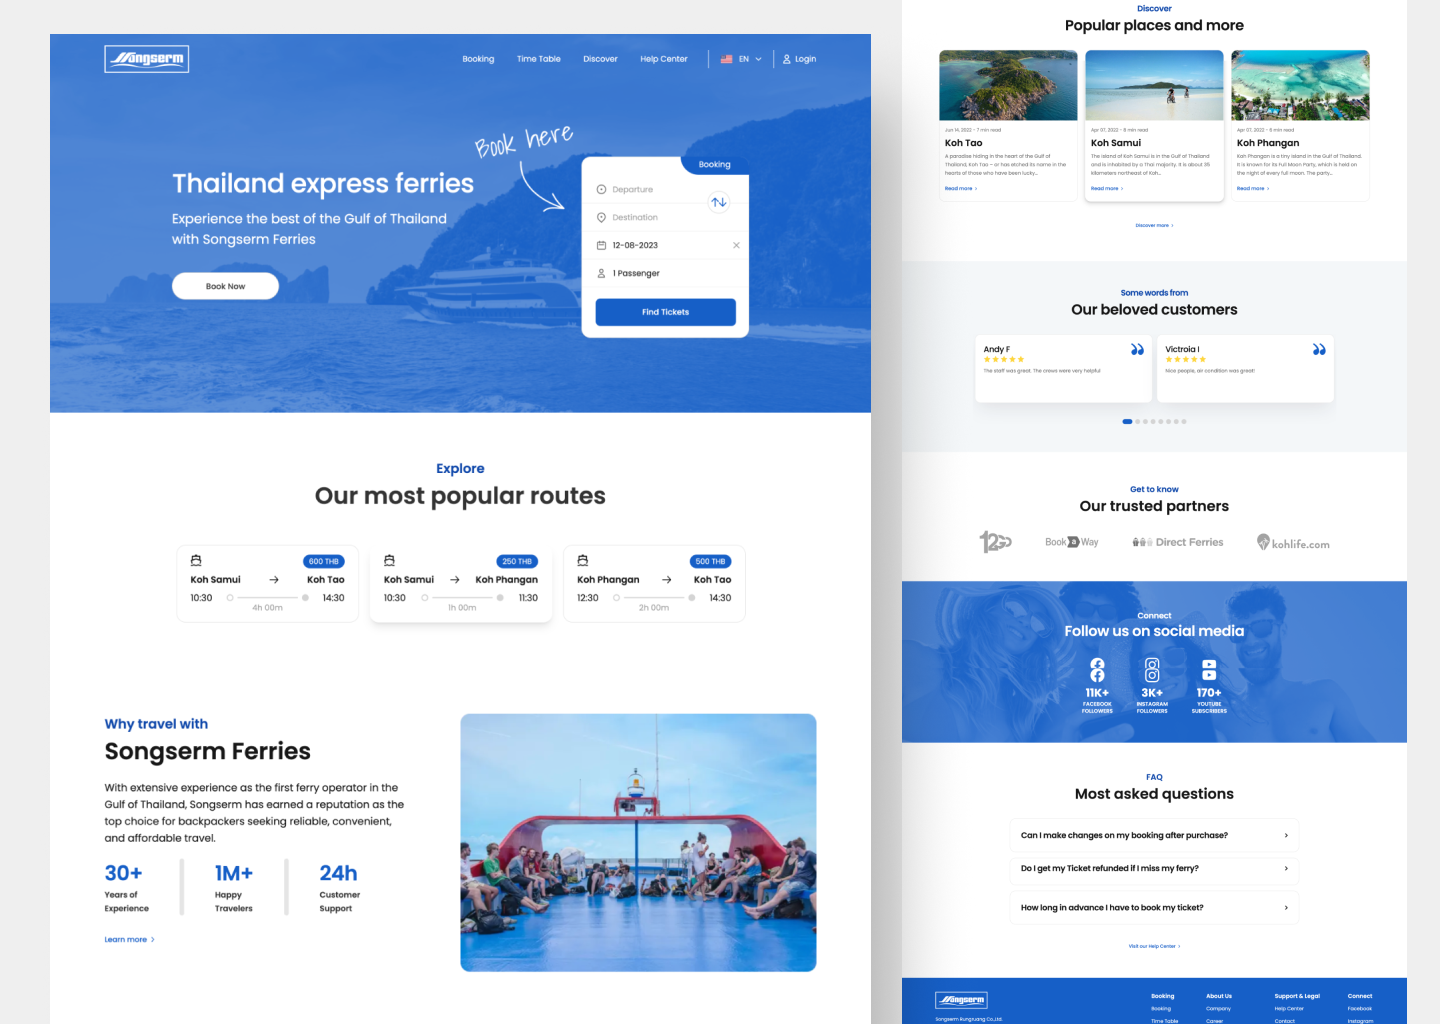 Songserm
Booking
Time Table
Discover
Help Center
EN
Login
Book here
Thailand express ferries
Experience the best of the Gulf of Thailand
with Songserm Ferries
Book Now
Booking
Departure
Destination
12-08-2023
1 Passenger
Find Tickets
Explore
Our most popular routes
600 THB
Koh Samui
Koh Tao
10:30
14:30
4h 00m
250 THB
Koh Samui
Koh Phangan
10:30
11:30
1h 00m
500 THB
Koh Phangan
Koh Tao
12:30
14:30
2h 00m
Why travel with
Songserm Ferries
With extensive experience as the first ferry operator in the
Gulf of Thailand, Songserm has earned a reputation as the
top choice for backpackers seeking reliable, convenient,
and affordable travel.
30+
Years of
Experience
1M+
Happy
Travelers
24h
Customer
Support
Learn more
Discover
Popular places and more
Jun 14, 2022 - 7 min read
Koh Tao
A paradise hiding in the heart of the Gulf of
Thailand, Koh Tao – or has etched its name in the
hearts of those who have been lucky...
Read more
Apr 07, 2022 - 8 min read
Koh Samui
The island of Koh Samui is in the Gulf of Thailand
and is inhabited by a Thai majority. It is about 35
kilometers northeast of Koh...
Read more
Apr 07, 2022 - 6 min read
Koh Phangan
Koh Phangan is a tiny island in the Gulf of Thailand.
It is known for its Full Moon Party, which is held on
the night of every full moon. The party...
Read more
Discover more
Some words from
Our beloved customers
Andy F
The staff was great. The crews were very helpful
Victroia I
Nice people, air condition was great!
Get to know
Our trusted partners
12GO
Book a Way
Direct Ferries
kohlife.com
Connect
Follow us on social media
11K+
FACEBOOK
FOLLOWERS
3K+
INSTAGRAM
FOLLOWERS
170+
YOUTUBE
SUBSCRIBERS
FAQ
Most asked questions
Can I make changes on my booking after purchase?
Do I get my Ticket refunded if I miss my ferry?
How long in advance I have to book my ticket?
Visit our Help Center
Songserm
Songserm Rungruang Co.,Ltd.
Booking
Booking
Time Table
About Us
Company
Career
Support & Legal
Help Center
Contact
Connect
Facebook
Instagram